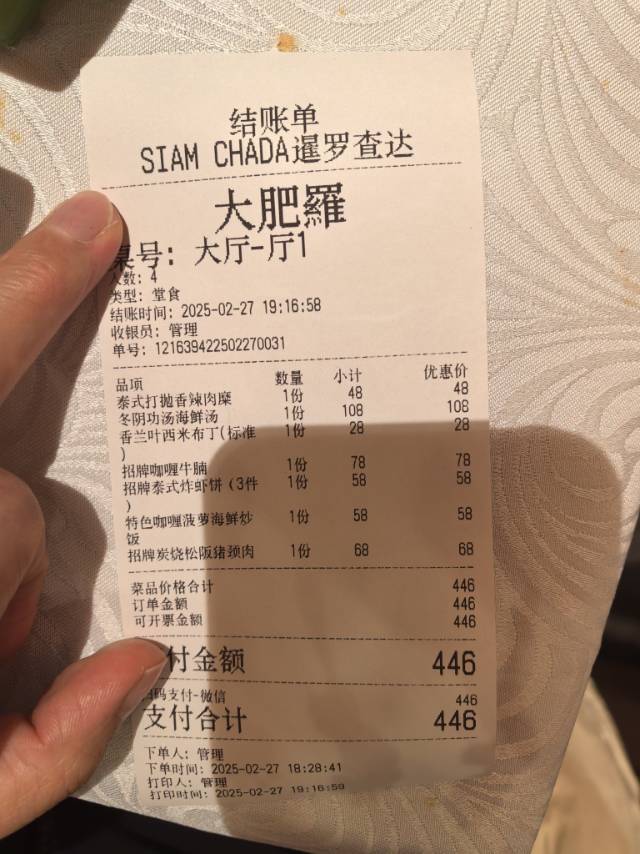 结账单
SIAM CHADA暹罗查达
大肥羅
桌号: 大厅-厅1
人数: 4
类型: 堂食
结账时间: 2025-02-27 19:16:58
收银员: 管理
单号: 121639422502270031
品项 数量 小计 优惠价
泰式打抛香辣肉糜 1份 48 48
冬阴功汤海鲜汤 1份 108 108
香兰叶西米布丁(标准 1份 28 28
)
招牌咖喱牛腩 1份 78 78
招牌泰式炸虾饼 (3件 1份 58 58
)
特色咖喱菠萝海鲜炒 1份 58 58
饭
招牌炭烧松阪猪颈肉 1份 68 68
菜品价格合计 446
订单金额 446
可开票金额 446
付金额 446
码支付-微信 446
支付合计 446
下单人: 管理
下单时间: 2025-02-27 18:28:41
打印人: 管理
打印时间: 2025-02-27 19:16:59